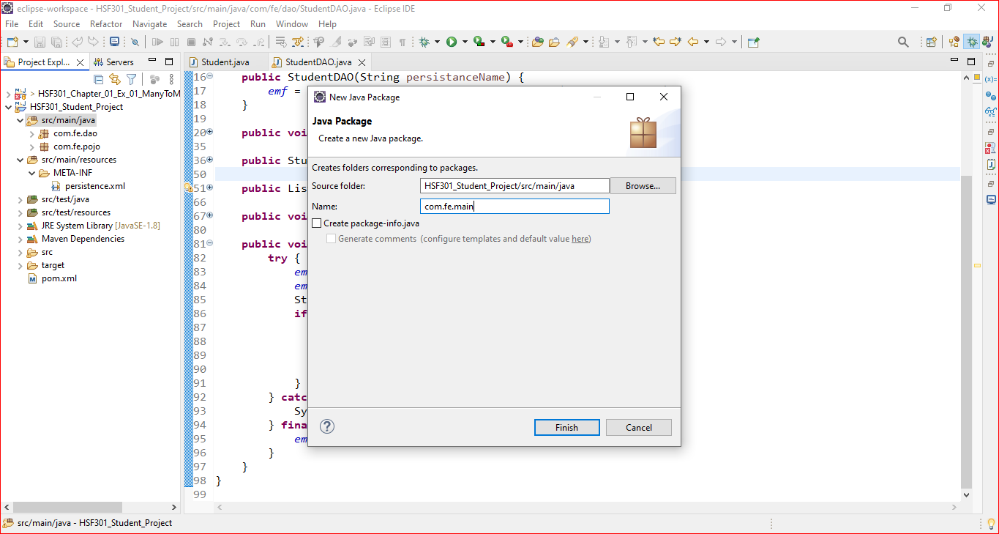 eclipse-workspace - HSF301_Student_Project/src/main/java/com/fe/dao/StudentDAO.java - Eclipse IDE
File Edit Source Refactor Navigate Search Project Run Window Help
Project Expl... Servers
Student.java StudentDAO.java
> HSF301_Chapter_01_Ex_01_ManyToM
HSF301_Student_Project
src/main/java
com.fe.dao
com.fe.pojo
src/main/resources
META-INF
persistence.xml
src/test/java
src/test/resources
JRE System Library [JavaSE-1.8]
Maven Dependencies
src
target
pom.xml
16 public StudentDAO(String persistanceName) {
17 emf =
18 }
19
20 public voi
35
36 public Stu
50
51 public Lis
66
67 public voi
80
81 public voi
82 try {
83 em
84 em
85 St
86 if
87
88
89
90
91 }
92 } catc
93 Sy
94 } fina
95 em
96 }
97 }
98 }
99
New Java Package
Java Package
Create a new Java package.
Creates folders corresponding to packages.
Source folder: HSF301_Student_Project/src/main/java Browse...
Name: com.fe.main
Create package-info.java
Generate comments (configure templates and default value here)
Finish Cancel
src/main/java - HSF301_Student_Project